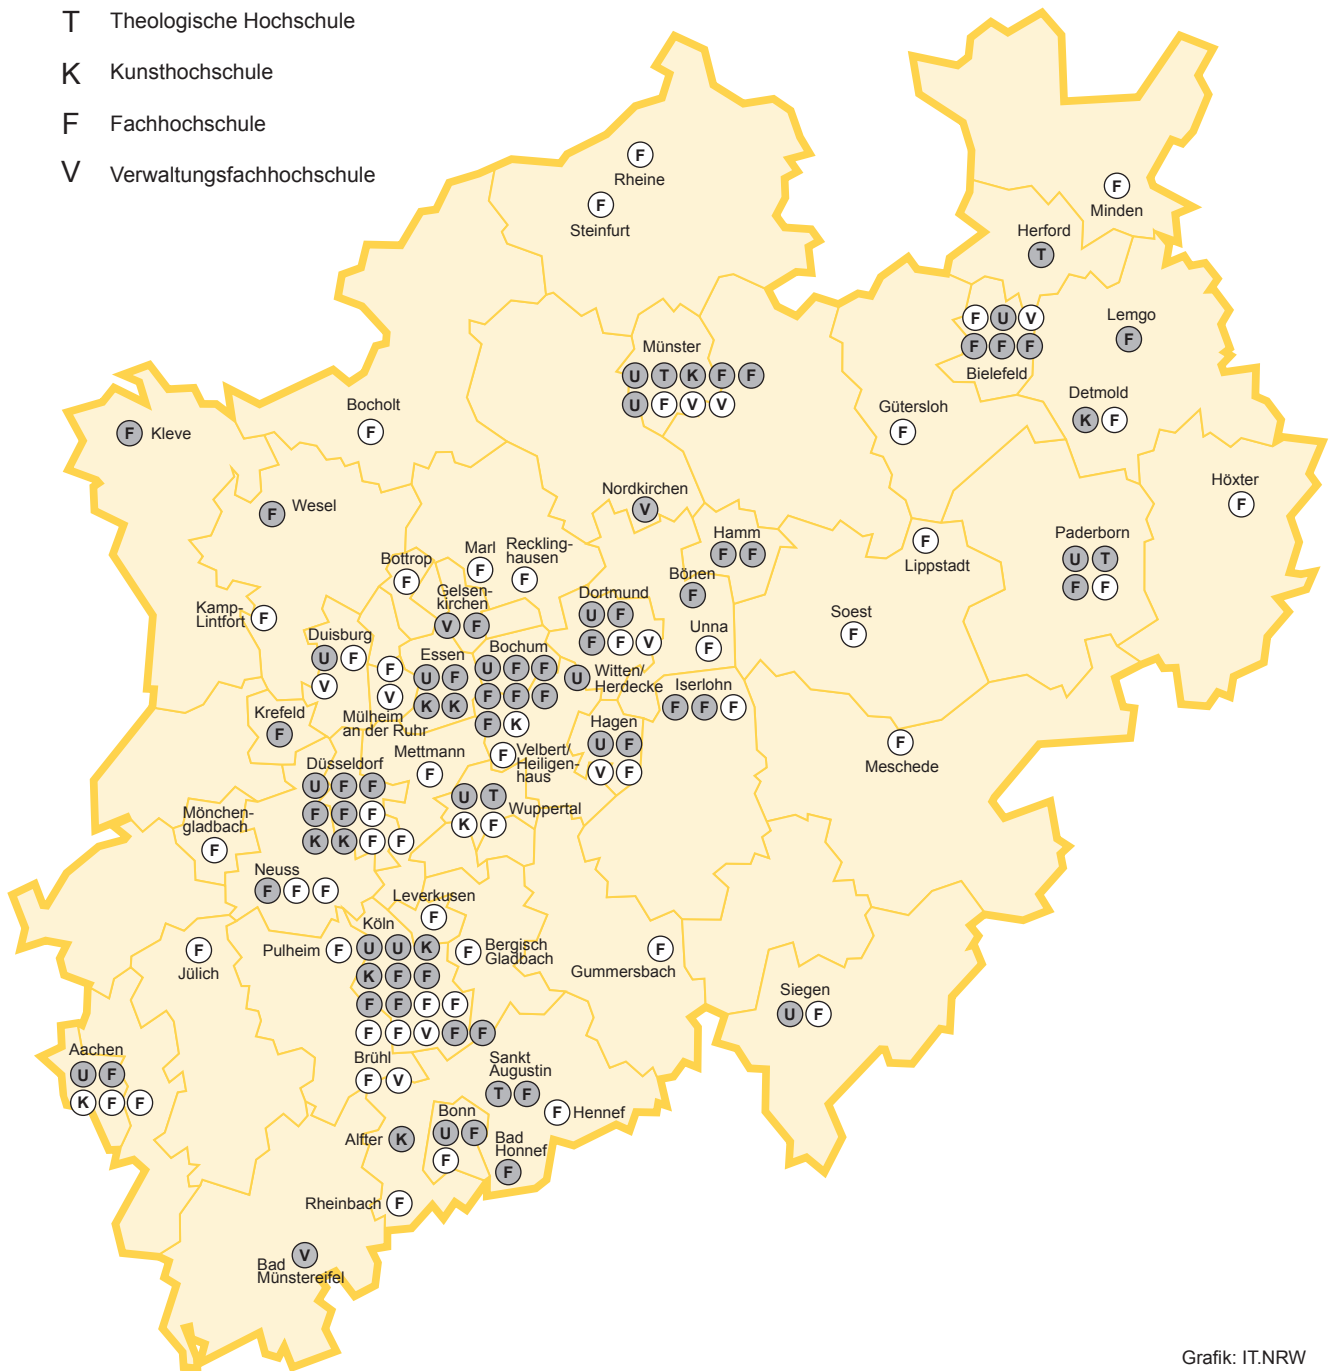 T Theologische Hochschule
K Kunsthochschule
F Fachhochschule
V Verwaltungsfachhochschule
F
Rheine
F
Steinfurt
F
Minden
Herford
T
F U V
F F F
Bielefeld
Lemgo
F
Münster
U T K F F
U F V V
Detmold
K F
Gütersloh
F
Bocholt
F
F Kleve
Höxter
F
F Wesel
Nordkirchen
V
Hamm
F F
F
Lippstadt
Paderborn
U T
F F
Bottrop
F
Marl
F
Reckling-
hausen
F
Gelsen-
kirchen
V F
Bönen
F
Dortmund
U F
F F V
Kamp-
Lintfort
F
Unna
F
Soest
F
Duisburg
U F
V
F
V
Mülheim
an der Ruhr
Essen
U F
K K
Bochum
U F F
F F F
F K
U Witten/
Herdecke
Iserlohn
F F F
Krefeld
F
Hagen
U F
V F
Mettmann
F
F Velbert/
Heiligen-
haus
F
Meschede
Düsseldorf
U F F
F F F
K K F F
U T
K F
Wuppertal
Mönchen-
gladbach
F
Neuss
F F F
Leverkusen
F
F
Jülich
Pulheim F
Köln
U U K
K F F
F F F F
F F V F F
F Bergisch
Gladbach
F
Gummersbach
Siegen
U F
Aachen
U F
K F F
Brühl
F V
Sankt
Augustin
T F
F Hennef
Alfter K
Bonn
U F
F
Bad
Honnef
F
Rheinbach F
V
Bad
Münstereifel
Grafik: IT.NRW